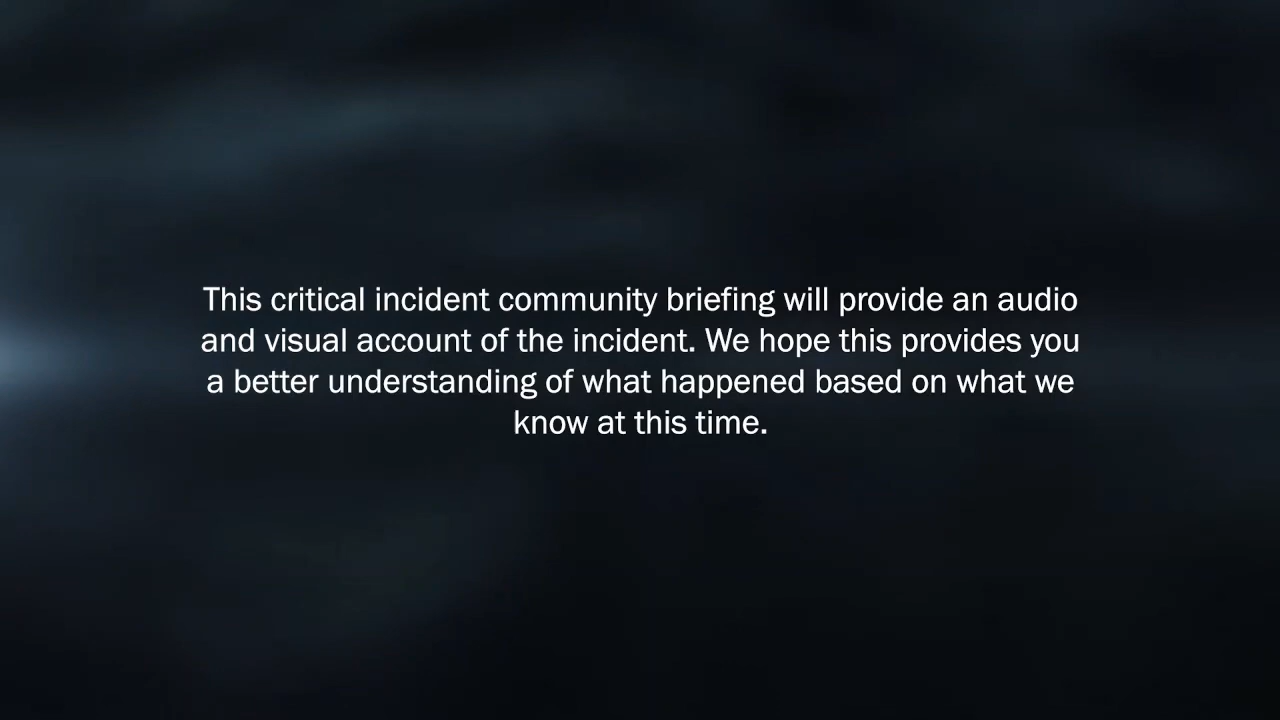 This critical incident community briefing will provide an audio
and visual account of the incident. We hope this provides you
a better understanding of what happened based on what we
know at this time.